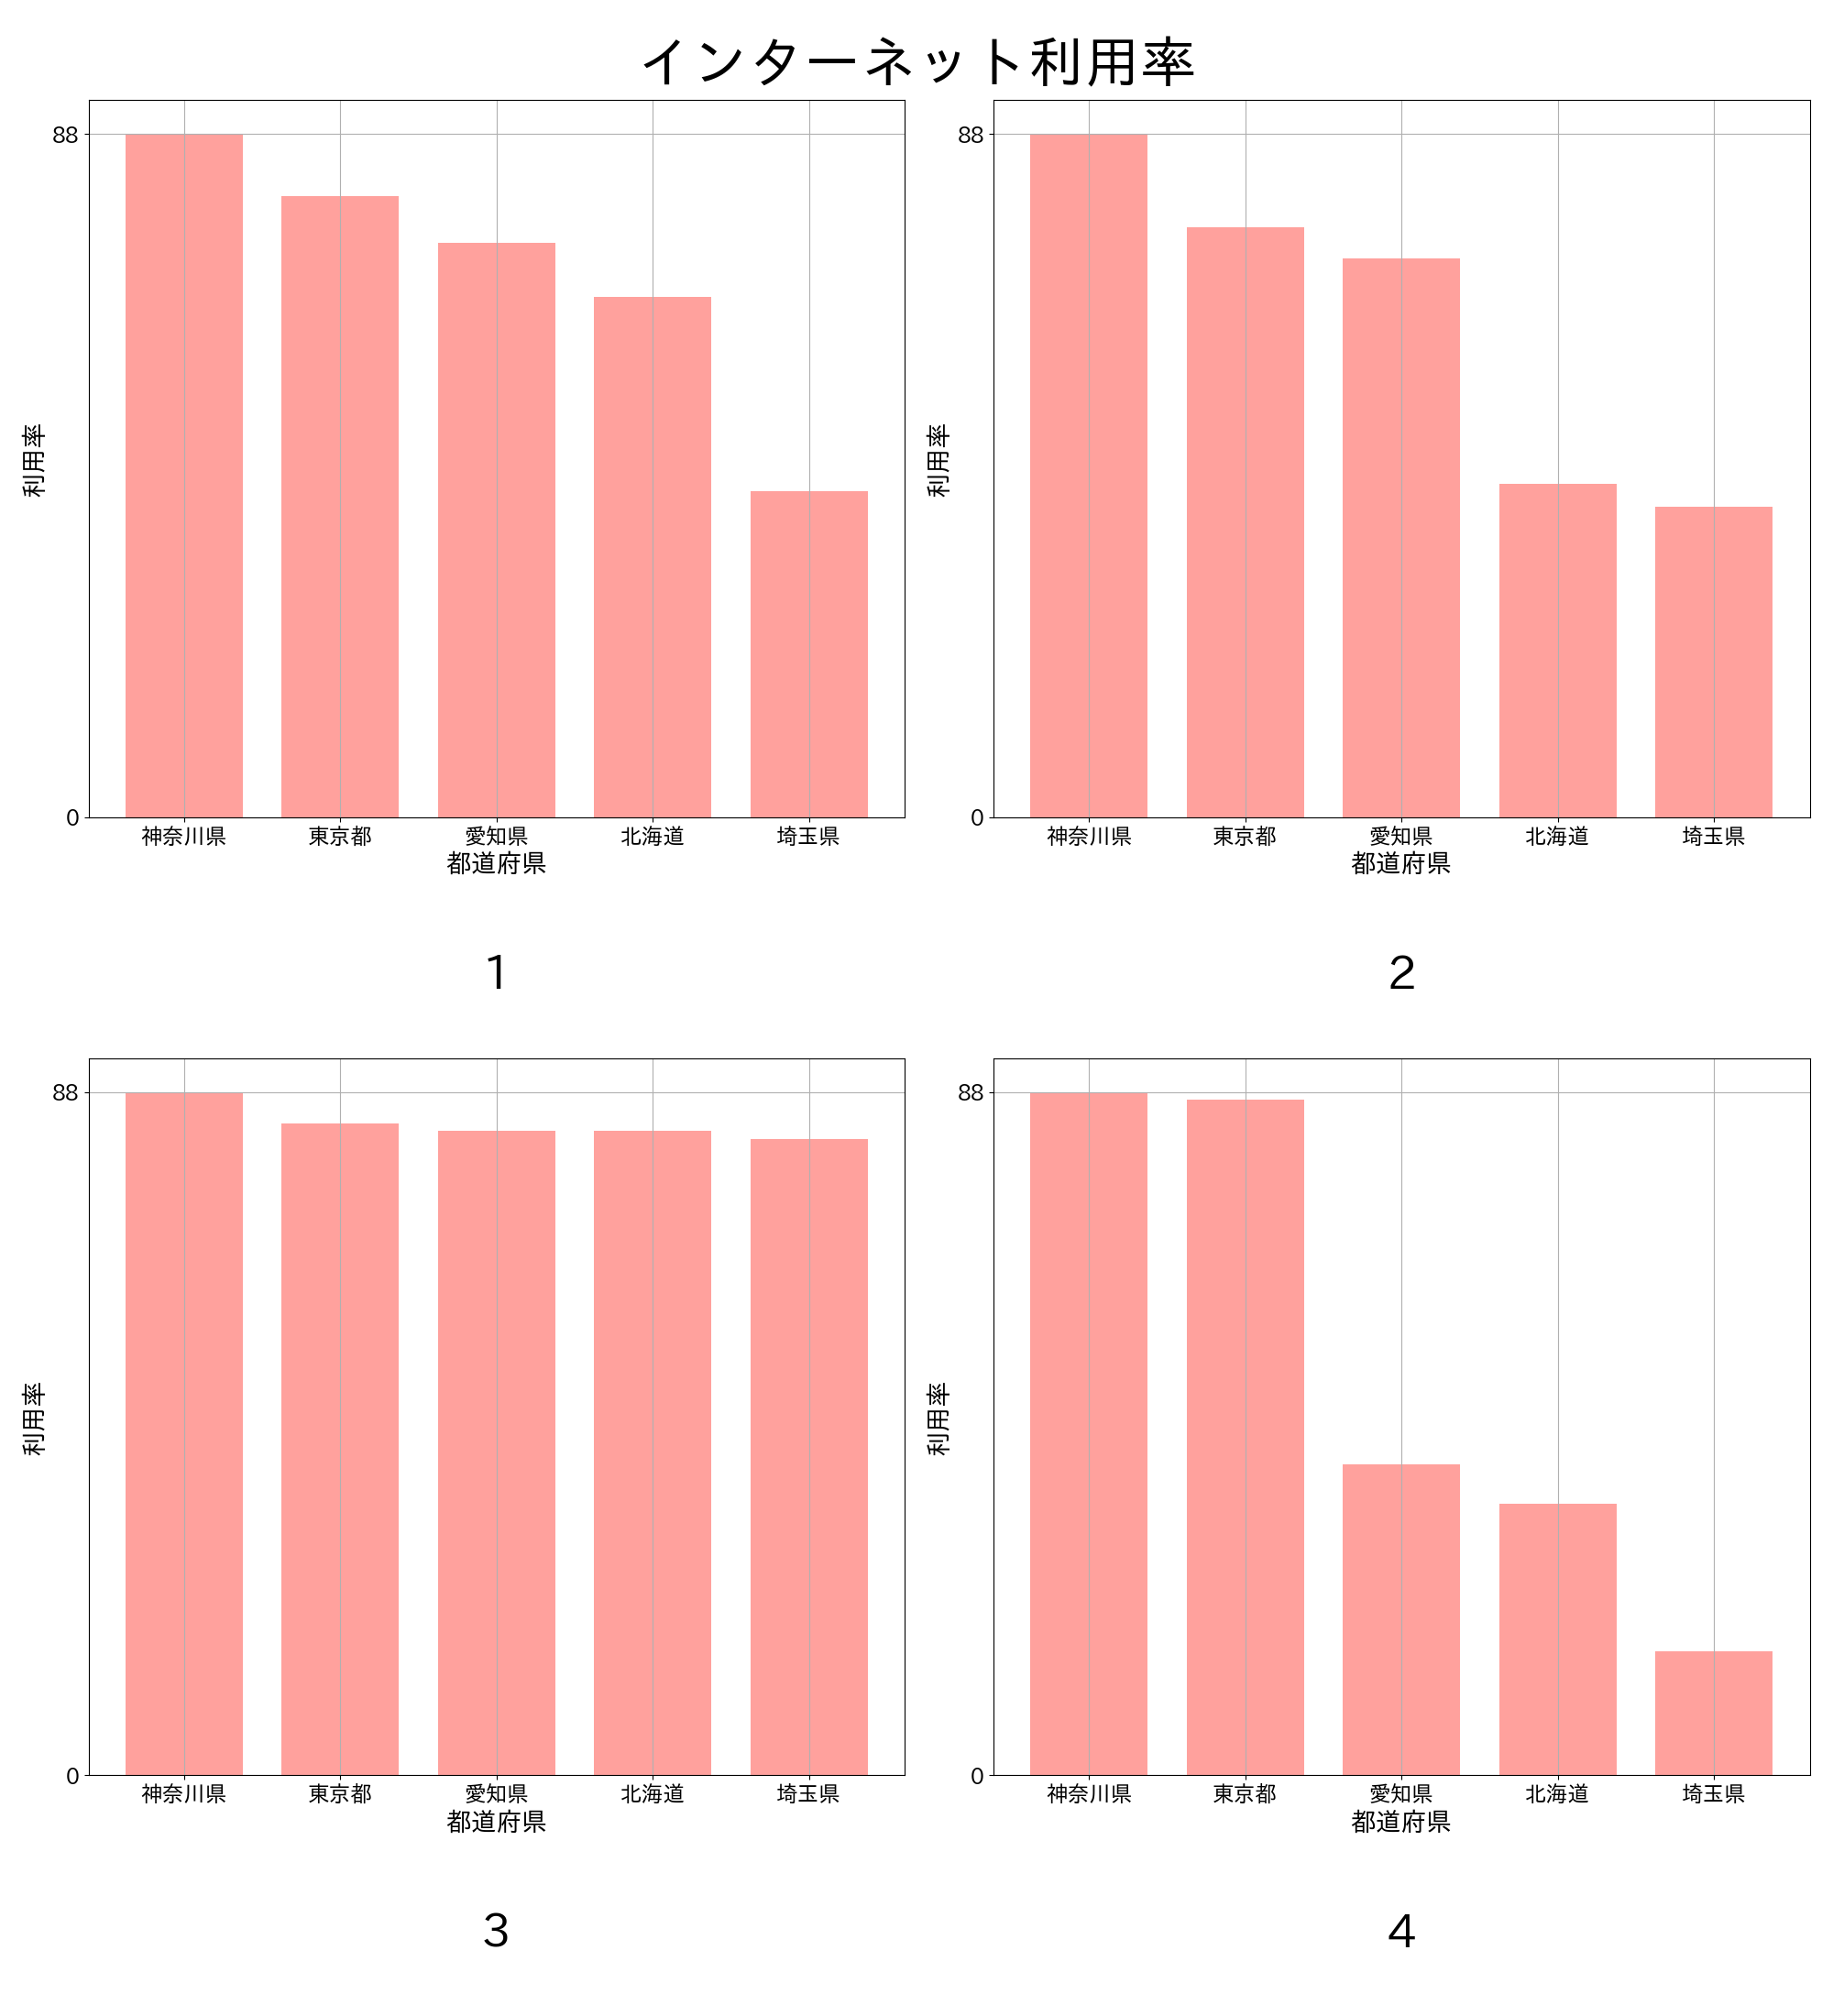 インターネット利用率
88
0
利用率
神奈川県 東京都 愛知県 北海道 埼玉県
都道府県
1
88
0
利用率
神奈川県 東京都 愛知県 北海道 埼玉県
都道府県
2
88
0
利用率
神奈川県 東京都 愛知県 北海道 埼玉県
都道府県
3
88
0
利用率
神奈川県 東京都 愛知県 北海道 埼玉県
都道府県
4